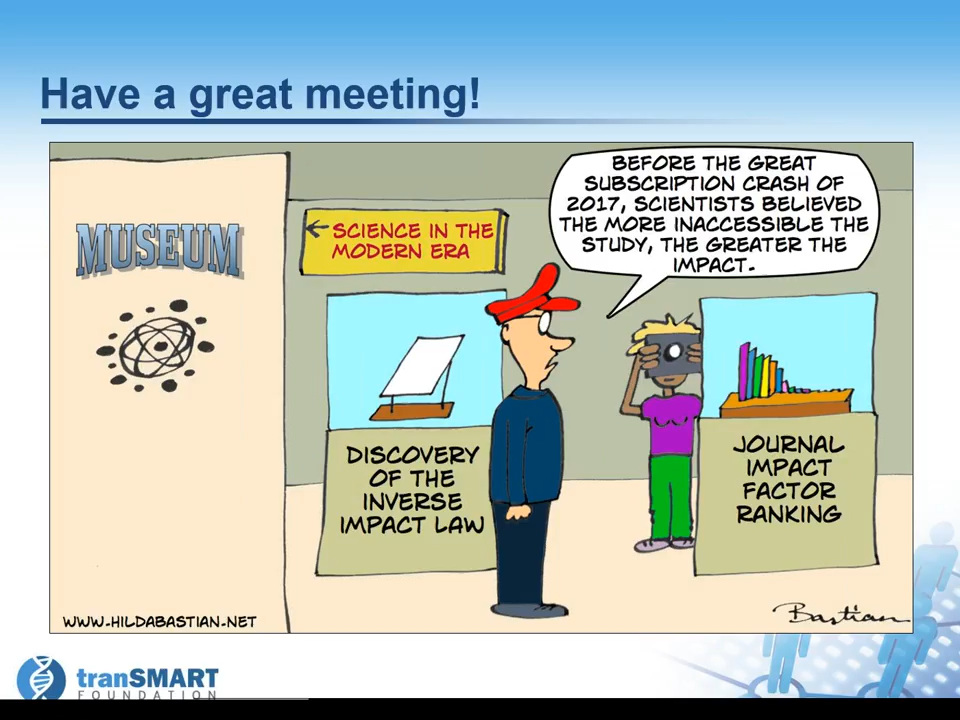 Have a great meeting!
BEFORE THE GREAT
SUBSCRIPTION CRASH OF
2017, SCIENTISTS BELIEVED
THE MORE INACCESSIBLE THE
STUDY, THE GREATER THE
IMPACT.
MUSEUM
SCIENCE IN THE
MODERN ERA
DISCOVERY
OF THE
INVERSE
IMPACT LAW
JOURNAL
IMPACT
FACTOR
RANKING
WWW.HILDABASTIAN.NET
Bastian
tranSMART
FOUNDATION